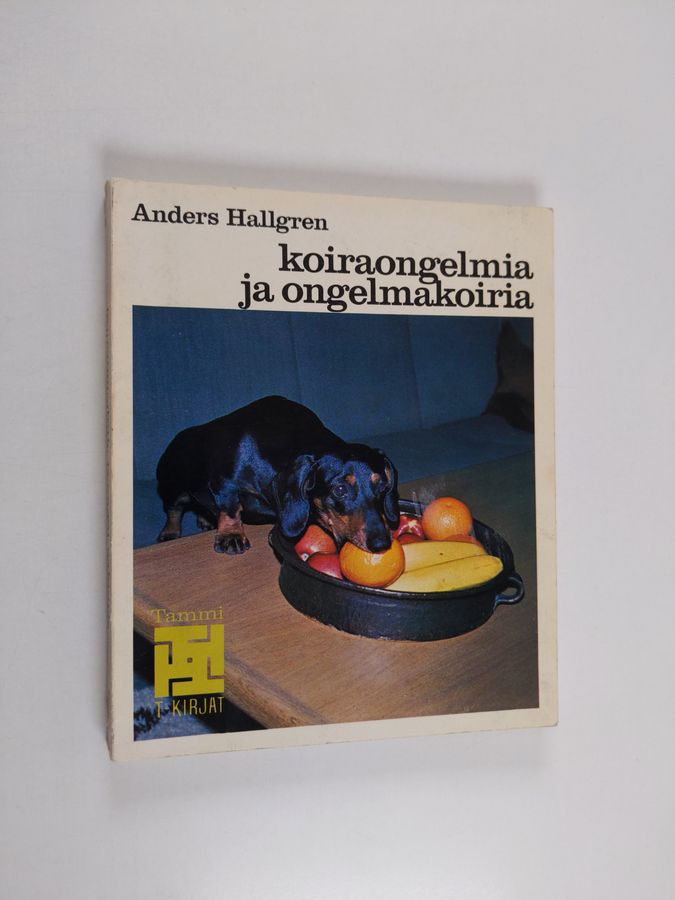 Anders Hallgren
koiraongelmia
ja ongelmakoiria
Tammi
T·KIRJAT